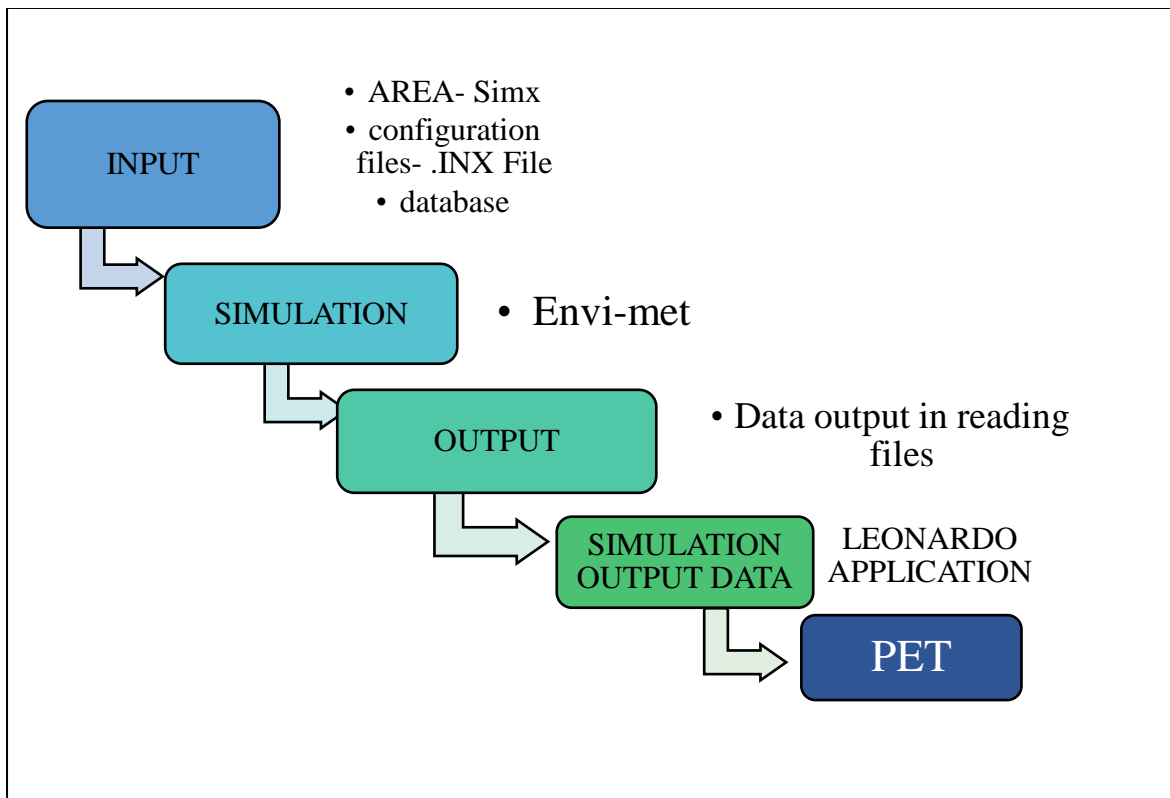 INPUT
• AREA- Simx
• configuration
files- .INX File
• database
SIMULATION
• Envi-met
OUTPUT
• Data output in reading
files
SIMULATION
OUTPUT DATA
LEONARDO
APPLICATION
PET